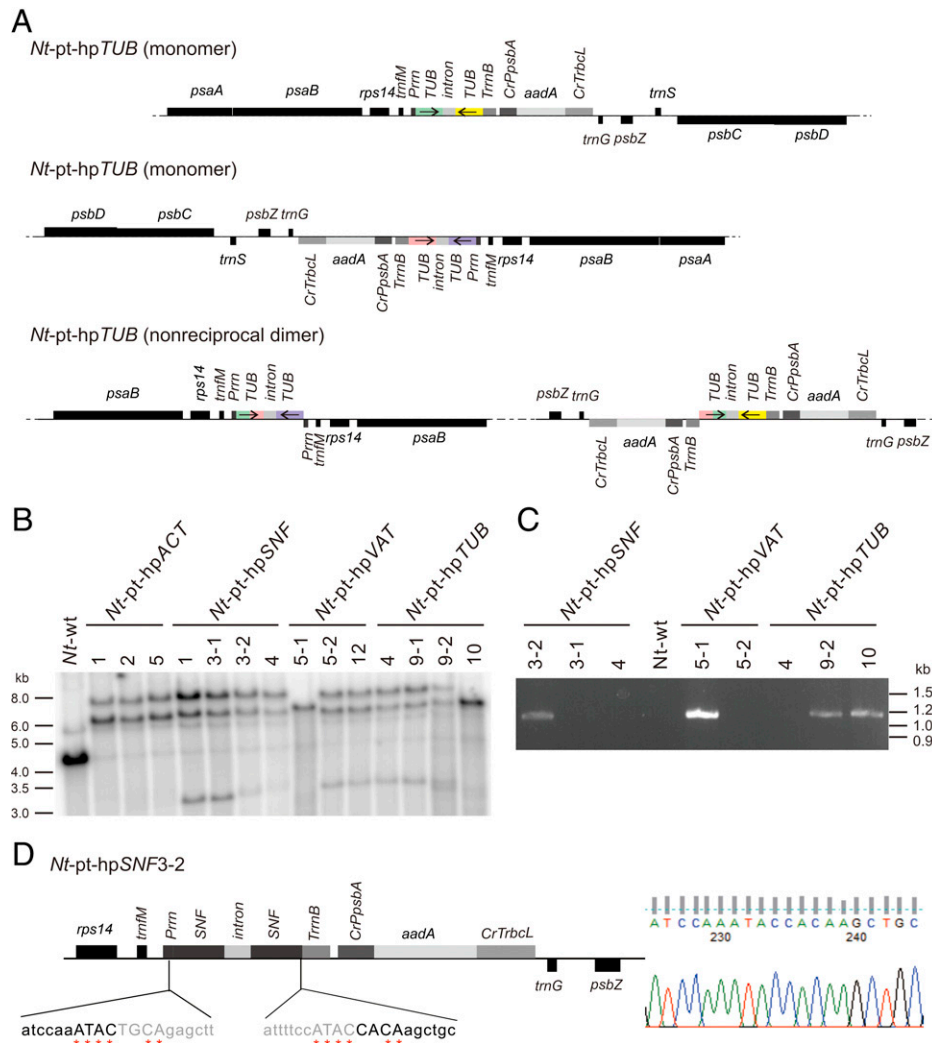 A
Nt-pt-hpTUB (monomer)
psaA psaB rps14 trnfM Prrn TUB intron TUB TrrnB CrPpsbA aadA CrTrbcL trnS
trnG psbZ psbC psbD
Nt-pt-hpTUB (monomer)
psbD psbC psbZ trnG
trnS CrTrbcL aadA CrPpsbA TrrnB TUB intron TUB Prrn trnfM rps14 psaB psaA
Nt-pt-hpTUB (nonreciprocal dimer)
psaB rps14 trnfM Prrn TUB intron TUB psbZ trnG TUB intron TUB TrrnB CrPpsbA aadA CrTrbcL
Prrn trnfM rps14 psaB CrTrbcL aadA CrPpsbA TrrnB trnG psbZ
B
Nt-wt Nt-pt-hpACT Nt-pt-hpSNF Nt-pt-hpVAT Nt-pt-hpTUB
1 2 5 1 3-1 3-2 4 5-1 5-2 12 4 9-1 9-2 10
kb
8.0
6.0
5.0
4.0
3.5
3.0
C
Nt-pt-hpSNF Nt-wt Nt-pt-hpVAT Nt-pt-hpTUB
3-2 3-1 4 5-1 5-2 4 9-2 10
kb
1.5
1.2
1.0
0.9
D
Nt-pt-hpSNF3-2
rps14 trnfM Prrn SNF intron SNF TrrnB CrPpsbA aadA CrTrbcL
trnG psbZ
atccaaATACTGCAgagctt attttccATACCACAagctgc
**** ** **** **
ATCCAAATACCACAAGCTGC
230 240